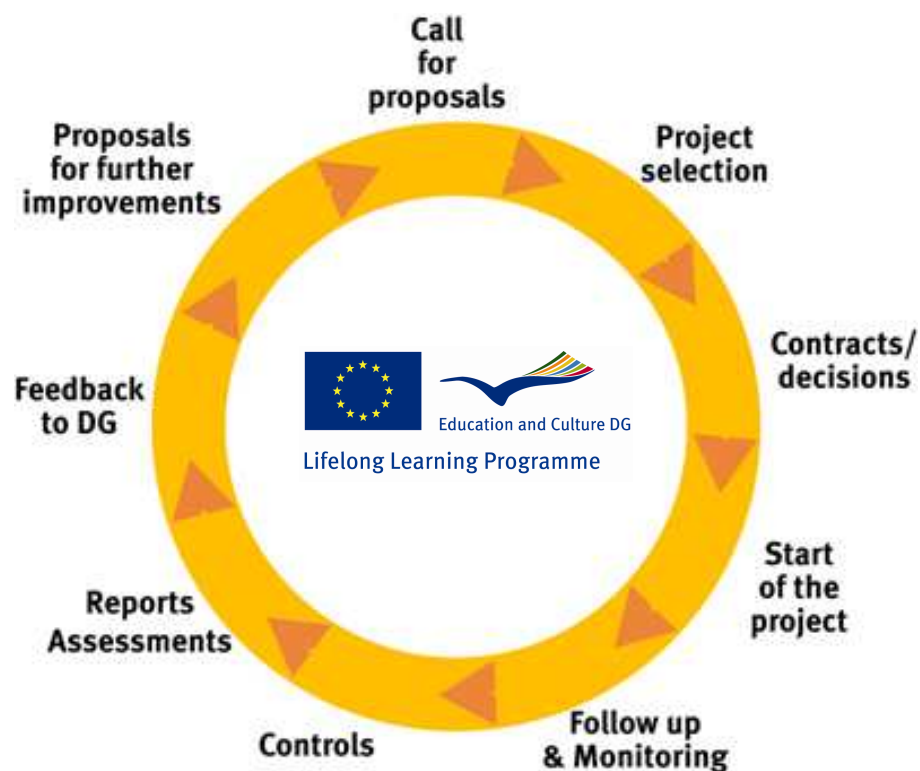 Call
for
proposals
Project
selection
Contracts/
decisions
Start
of the
project
Follow up
& Monitoring
Controls
Reports
Assessments
Feedback
to DG
Proposals
for further
improvements
Education and Culture DG
Lifelong Learning Programme